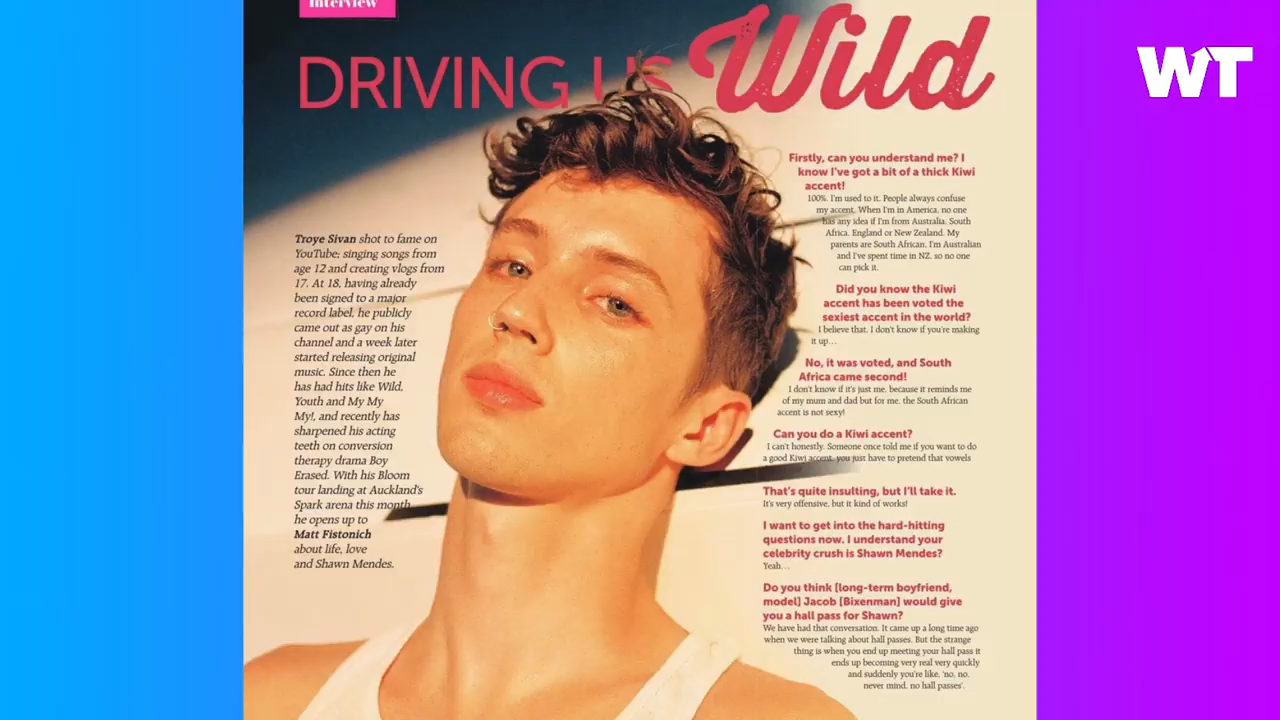 Interview
DRIVING US Wild
WT
Troye Sivan shot to fame on
YouTube; singing songs from
age 12 and creating vlogs from
17. At 18, having already
been signed to a major
record label, he publicly
came out as gay on his
channel and a week later
started releasing original
music. Since then he
has had hits like Wild,
Youth and My My
My!, and recently has
sharpened his acting
teeth on conversion
therapy drama Boy
Erased. With his Bloom
tour landing at Auckland's
Spark arena this month,
he opens up to
Matt Fistonich
about life, love
and Shawn Mendes.
Firstly, can you understand me? I
know I've got a bit of a thick Kiwi
accent!
100%. I'm used to it. People always confuse
my accent. When I'm in America, no one
has any idea if I'm from Australia, South
Africa, England or New Zealand. My
parents are South African, I'm Australian
and I've spent time in NZ, so no one
can pick it.
Did you know the Kiwi
accent has been voted the
sexiest accent in the world?
I believe that. I don't know if you're making
it up…
No, it was voted, and South
Africa came second!
I don't know if it's just me, because it reminds me
of my mum and dad but for me, the South African
accent is not sexy!
Can you do a Kiwi accent?
I can't honestly. Someone once told me if you want to do
a good Kiwi accent, you just have to pretend that vowels
That's quite insulting, but I'll take it.
It's very offensive, but it kind of works!
I want to get into the hard-hitting
questions now. I understand your
celebrity crush is Shawn Mendes?
Yeah…
Do you think [long-term boyfriend,
model] Jacob [Bixenman] would give
you a hall pass for Shawn?
We have had that conversation. It came up a long time ago
when we were talking about hall passes. But the strange
thing is when you end up meeting your hall pass it
ends up becoming very real very quickly
and suddenly you're like, 'no, no,
never mind, no hall passes'.